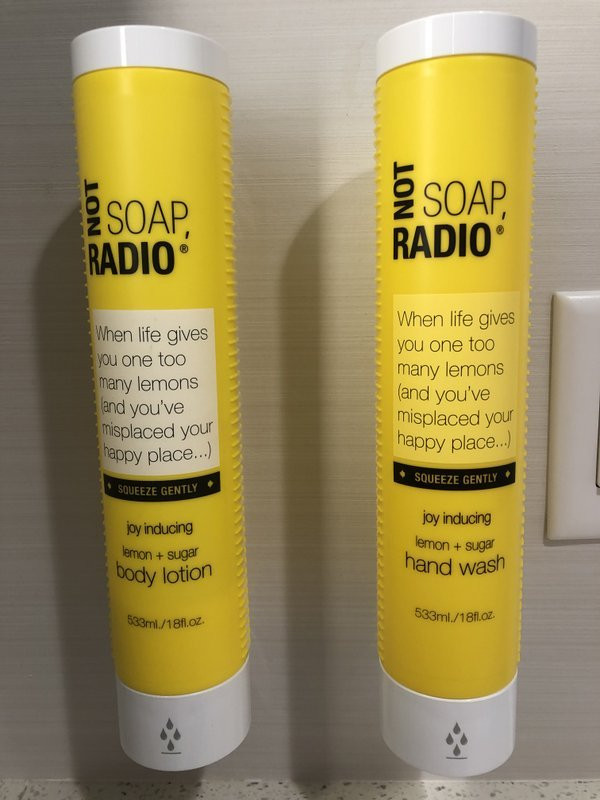 NOT
SOAP,
RADIO®
When life gives
you one too
many lemons
(and you've
misplaced your
happy place...)
SQUEEZE GENTLY
joy inducing
lemon + sugar
body lotion
533ml./18fl.oz.
NOT
SOAP,
RADIO®
When life gives
you one too
many lemons
(and you've
misplaced your
happy place...)
SQUEEZE GENTLY
joy inducing
lemon + sugar
hand wash
533ml./18fl.oz.